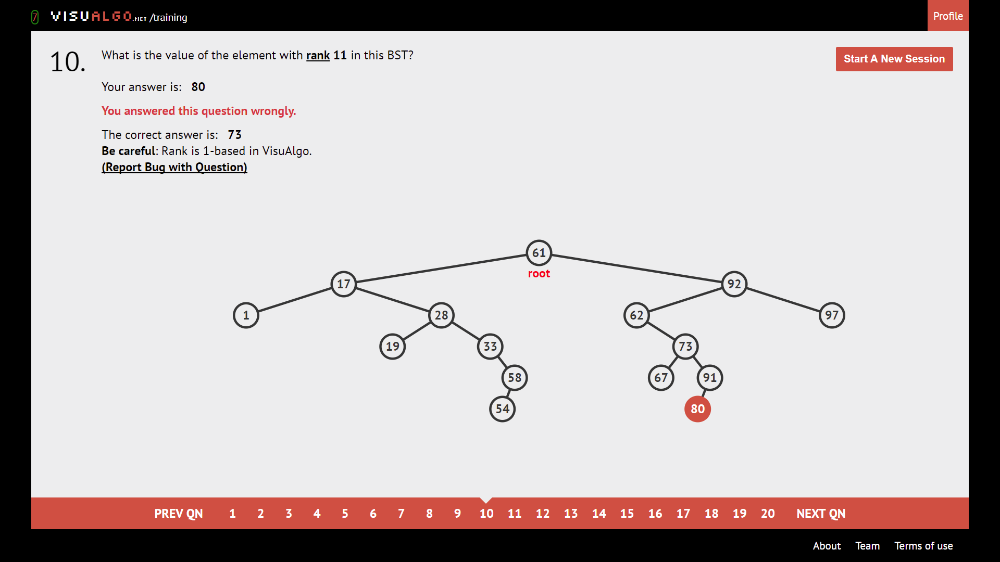 7 VISUALGO.NET /training
Profile
10.
What is the value of the element with rank 11 in this BST?
Start A New Session
Your answer is: 80
You answered this question wrongly.
The correct answer is: 73
Be careful: Rank is 1-based in VisuAlgo.
(Report Bug with Question)
61
root
17 92
1 28 62 97
19 33 73
58 67 91
54 80
PREV QN 1 2 3 4 5 6 7 8 9 10 11 12 13 14 15 16 17 18 19 20 NEXT QN
About Team Terms of use